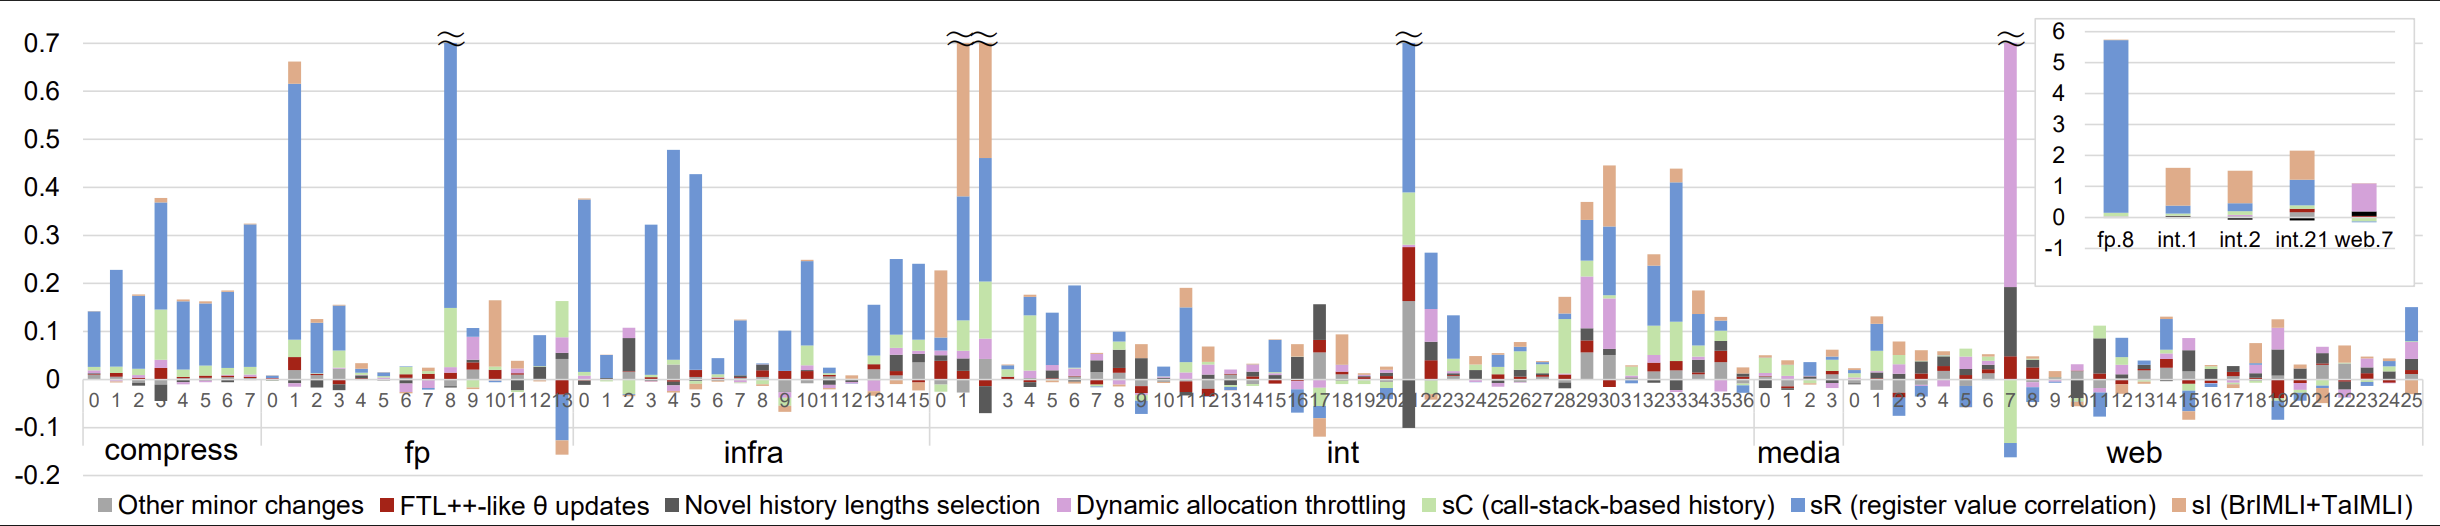 0.7
0.6
0.5
0.4
0.3
0.2
0.1
0
-0.1
-0.2
0 1 2 3 4 5 6 7
0 1 2 3 4 5 6 7 8 9 10 11 12 13
0 1 2 3 4 5 6 7 8 9 10 11 12 13 14 15
0 1 3 4 5 6 7 8 9 10 11 12 13 14 15 16 17 18 19 20 21 22 23 24 25 26 27 28 29 30 31 32 33 34 35 36
0 1 2 3
0 1 2 3 4 5 6 7 8 9 10 11 12 13 14 15 16 17 18 19 20 21 22 23 24 25
compress
fp
infra
int
media
web
6
5
4
3
2
1
0
-1
fp.8 int.1 int.2 int.21 web.7
Other minor changes FTL++-like θ updates Novel history lengths selection Dynamic allocation throttling sC (call-stack-based history) sR (register value correlation) sI (BrIMLI+TaIMLI)